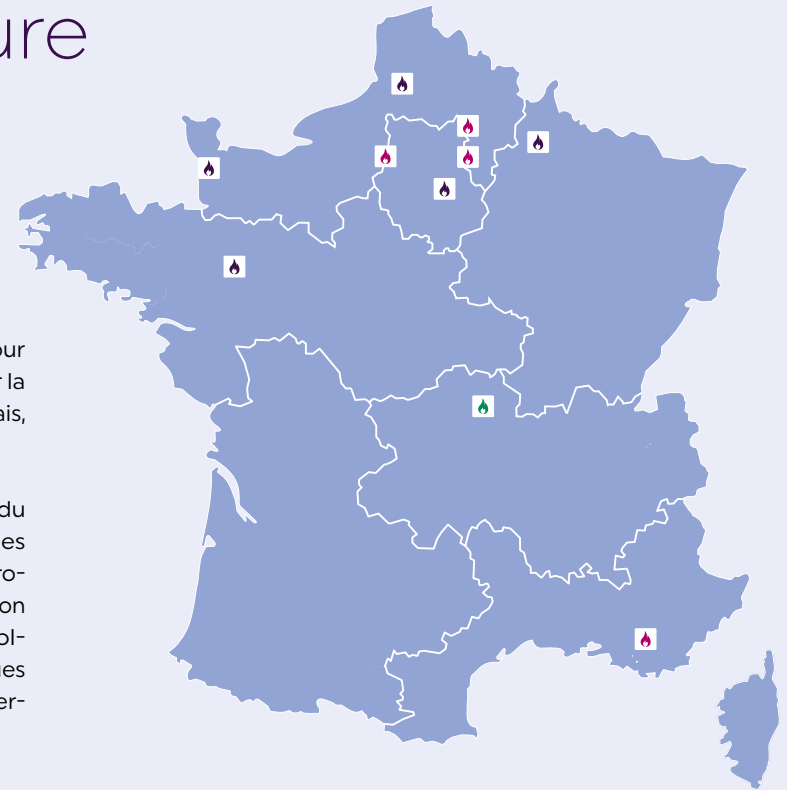 ure
our
la
ais,
du
es
ro-
on
ol-
es
er-